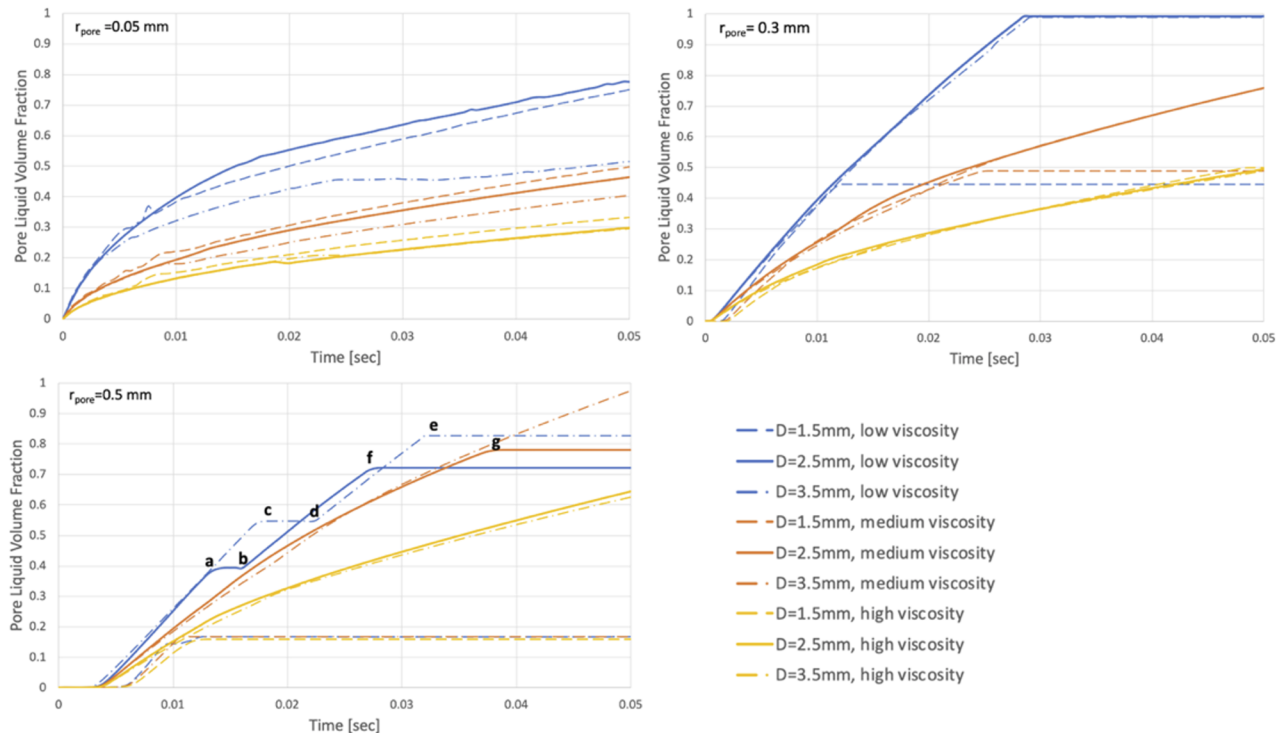 r_pore =0.05 mm
Pore Liquid Volume Fraction
1
0.9
0.8
0.7
0.6
0.5
0.4
0.3
0.2
0.1
0
0 0.01 0.02 0.03 0.04 0.05
Time [sec]
r_pore= 0.3 mm
Pore Liquid Volume Fraction
1
0.9
0.8
0.7
0.6
0.5
0.4
0.3
0.2
0.1
0
0 0.01 0.02 0.03 0.04 0.05
Time [sec]
r_pore=0.5 mm
Pore Liquid Volume Fraction
1
0.9
0.8
0.7
0.6
0.5
0.4
0.3
0.2
0.1
0
a
b
c
d
e
f
g
0 0.01 0.02 0.03 0.04 0.05
Time [sec]
D=1.5mm, low viscosity
D=2.5mm, low viscosity
D=3.5mm, low viscosity
D=1.5mm, medium viscosity
D=2.5mm, medium viscosity
D=3.5mm, medium viscosity
D=1.5mm, high viscosity
D=2.5mm, high viscosity
D=3.5mm, high viscosity